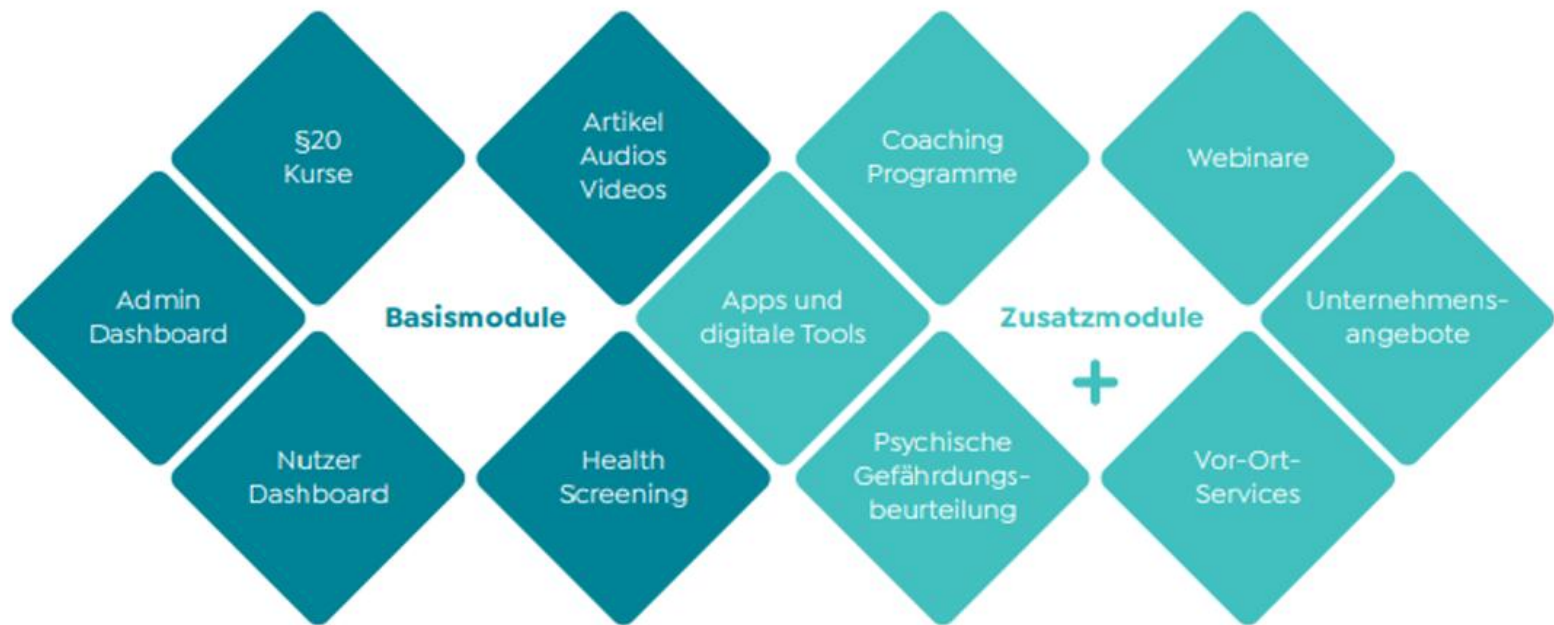 §20
Kurse
Artikel
Audios
Videos
Coaching
Programme
Webinare
Admin
Dashboard
Basismodule
Apps und
digitale Tools
Zusatzmodule
+
Unternehmens-
angebote
Nutzer
Dashboard
Health
Screening
Psychische
Gefährdungs-
beurteilung
Vor-Ort-
Services